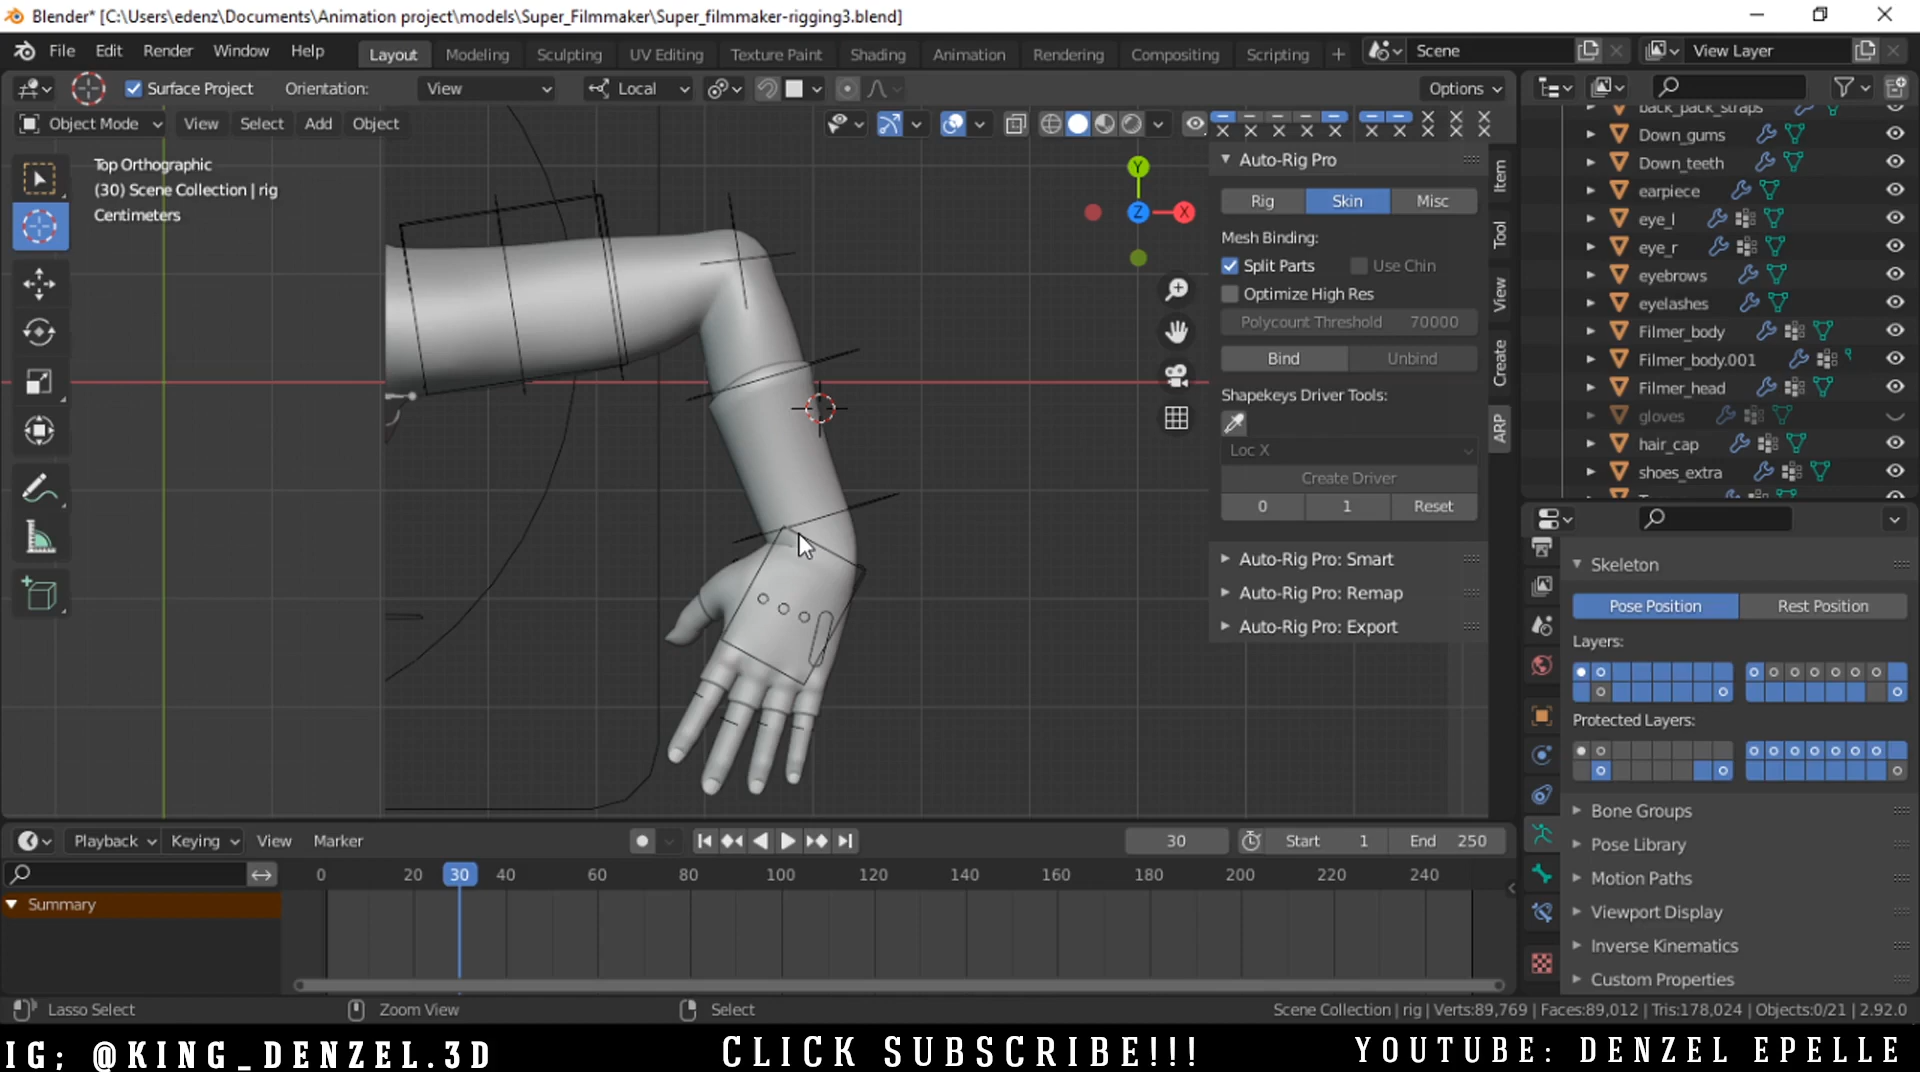 Blender* [C:\Users\edenz\Documents\Animation project\models\Super_Filmmaker\Super_filmmaker-rigging3.blend]
File Edit Render Window Help
Layout Modeling Sculpting UV Editing Texture Paint Shading Animation Rendering Compositing Scripting +
Scene
View Layer
Surface Project Orientation: View Local Options
Object Mode View Select Add Object
Top Orthographic
(30) Scene Collection | rig
Centimeters
Y
X
Z
Auto-Rig Pro
Rig Skin Misc
Mesh Binding:
Split Parts Use Chin
Optimize High Res
Polycount Threshold 70000
Bind Unbind
Shapekeys Driver Tools:
Loc X
Create Driver
0 1 Reset
Auto-Rig Pro: Smart
Auto-Rig Pro: Remap
Auto-Rig Pro: Export
Item
Tool
View
Create
ARP
back_pack_straps
Down_gums
Down_teeth
earpiece
eye_l
eye_r
eyebrows
eyelashes
Filmer_body
Filmer_body.001
Filmer_head
gloves
hair_cap
shoes_extra
Skeleton
Pose Position Rest Position
Layers:
Protected Layers:
Bone Groups
Pose Library
Motion Paths
Viewport Display
Inverse Kinematics
Custom Properties
Playback Keying View Marker
30 Start 1 End 250
0 20 30 40 60 80 100 120 140 160 180 200 220 240
Summary
Lasso Select Zoom View Select
Scene Collection | rig | Verts:89,769 | Faces:89,012 | Tris:178,024 | Objects:0/21 | 2.92.0
IG; @KING_DENZEL.3D CLICK SUBSCRIBE!!! YOUTUBE: DENZEL EPELLE